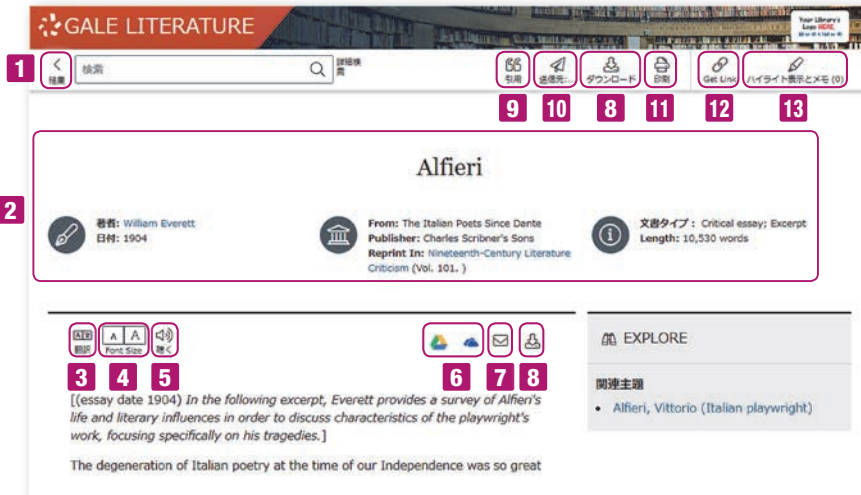 GALE LITERATURE
Your Library's
Logo HERE.
1
結果
検索
詳細検
索
引用
送信先:...
ダウンロード
印刷
Get Link
ハイライト表示とメモ (0)
9
10
8
11
12
13
2
Alfieri
著者: William Everett
日付: 1904
From: The Italian Poets Since Dante
Publisher: Charles Scribner's Sons
Reprint In: Nineteenth-Century Literature
Criticism (Vol. 101. )
文書タイプ : Critical essay; Excerpt
Length: 10,530 words
翻訳
A A
Font Size
聴く
3
4
5
6
7
8
[(essay date 1904) In the following excerpt, Everett provides a survey of Alfieri's
life and literary influences in order to discuss characteristics of the playwright's
work, focusing specifically on his tragedies.]
The degeneration of Italian poetry at the time of our Independence was so great
EXPLORE
関連主題
• Alfieri, Vittorio (Italian playwright)